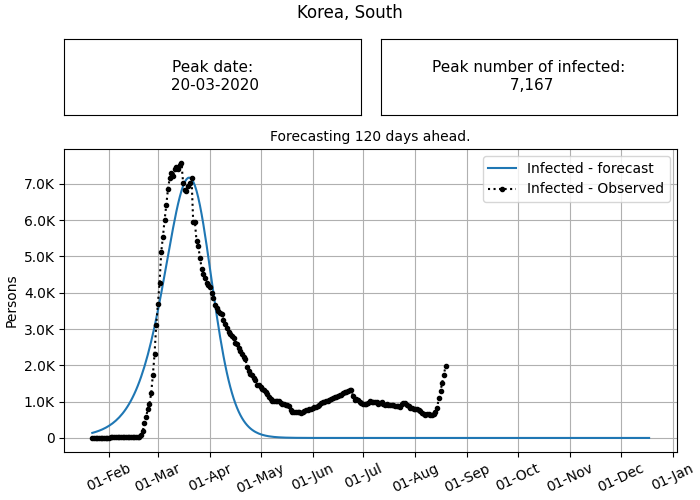 Korea, South
Peak date:
20-03-2020
Peak number of infected:
7,167
Forecasting 120 days ahead.
Infected - forecast
Infected - Observed
Persons
7.0K
6.0K
5.0K
4.0K
3.0K
2.0K
1.0K
0
01-Feb
01-Mar
01-Apr
01-May
01-Jun
01-Jul
01-Aug
01-Sep
01-Oct
01-Nov
01-Dec
01-Jan